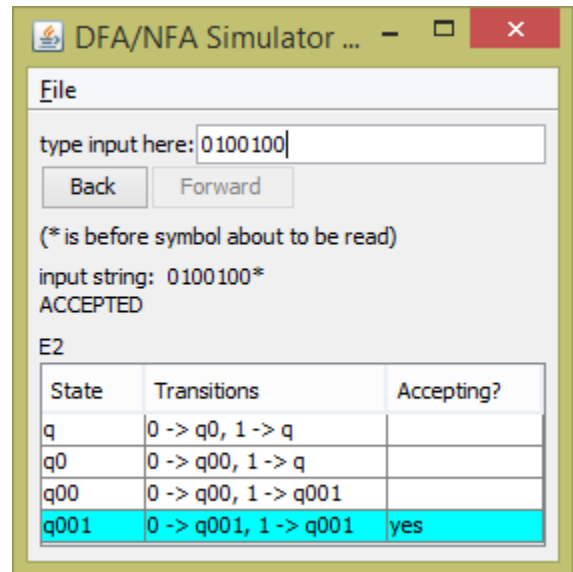 DFA/NFA Simulator ...
File
type input here: 0100100
Back Forward
(* is before symbol about to be read)
input string: 0100100*
ACCEPTED
E2
State Transitions Accepting?
q 0 -> q0, 1 -> q
q0 0 -> q00, 1 -> q
q00 0 -> q00, 1 -> q001
q001 0 -> q001, 1 -> q001 yes